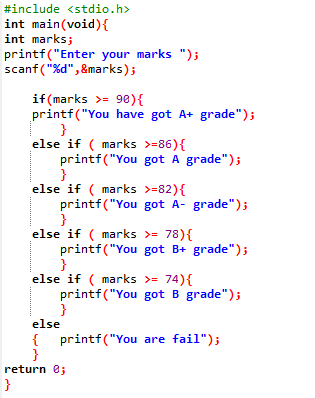 #include <stdio.h>
int main(void){
int marks;
printf("Enter your marks ");
scanf("%d",&marks);
if(marks >= 90){
printf("You have got A+ grade");
}
else if ( marks >=86){
printf("You got A grade");
}
else if ( marks >=82){
printf("You got A- grade");
}
else if ( marks >= 78){
printf("You got B+ grade");
}
else if ( marks >= 74){
printf("You got B grade");
}
else
{ printf("You are fail");
}
return 0;
}